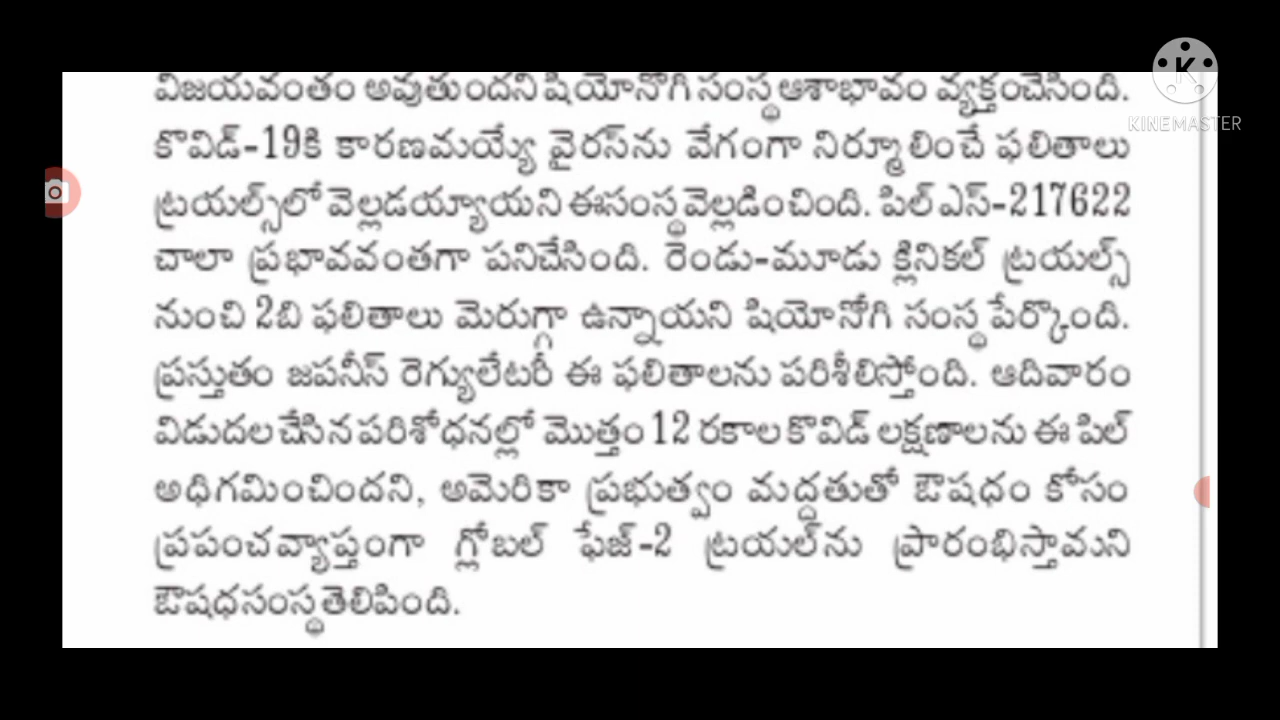 విజయవంతం అవుతుందని షియోనోగి సంస్థ ఆశాభావం వ్యక్తంచేసింది.
KINEMASTER
కొవిడ్-19కి కారణమయ్యే వైరస్‌ను వేగంగా నిర్మూలించే ఫలితాలు
ట్రయల్స్‌లో వెల్లడయ్యాయని ఈసంస్థ వెల్లడించింది. పిల్ ఎస్-217622
చాలా ప్రభావవంతగా పనిచేసింది. రెండు-మూడు క్లినికల్ ట్రయల్స్
నుంచి 2బి ఫలితాలు మెరుగ్గా ఉన్నాయని షియోనోగి సంస్థ పేర్కొంది.
ప్రస్తుతం జపనీస్ రెగ్యులేటరీ ఈ ఫలితాలను పరిశీలిస్తోంది. ఆదివారం
విడుదల చేసిన పరిశోధనల్లో మొత్తం 12 రకాల కొవిడ్ లక్షణాలను ఈ పిల్
అధిగమించిందని, అమెరికా ప్రభుత్వం మద్దతుతో ఔషధం కోసం
ప్రపంచవ్యాప్తంగా గ్లోబల్ ఫేజ్-2 ట్రయల్‌ను ప్రారంభిస్తామని
ఔషధసంస్థ తెలిపింది.